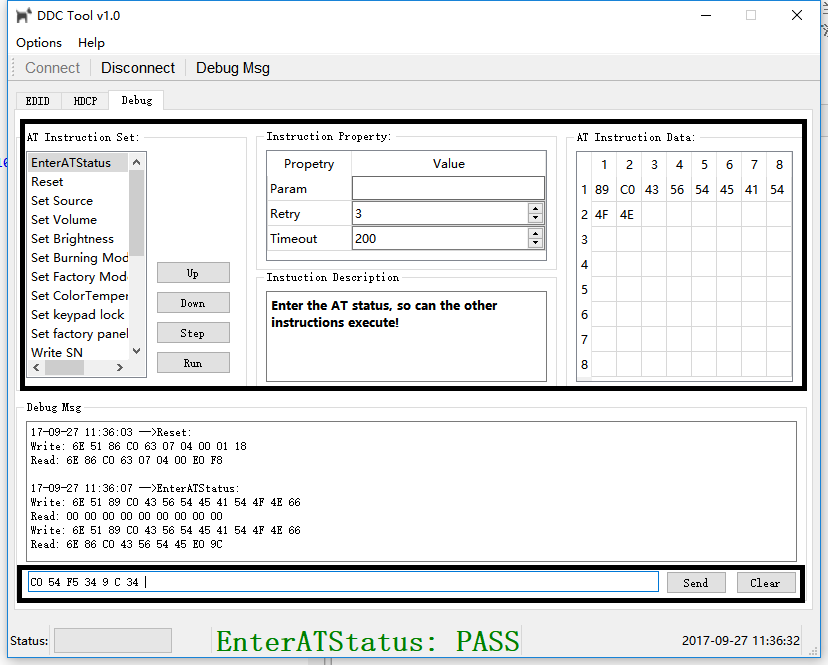 DDC Tool v1.0
Options Help
Connect Disconnect Debug Msg
EDID HDCP Debug
AT Instruction Set:
EnterATStatus
Reset
Set Source
Set Volume
Set Brightness
Set Burning Mod
Set Factory Mod
Set ColorTemper
Set keypad lock
Set factory panel
Write SN
Up
Down
Step
Run
Instruction Property:
Propetry Value
Param
Retry 3
Timeout 200
Instuction Description
Enter the AT status, so can the other
instructions execute!
AT Instruction Data:
1 2 3 4 5 6 7 8
1 89 C0 43 56 54 45 41 54
2 4F 4E
3
4
5
6
7
8
Debug Msg
17-09-27 11:36:03 -->Reset:
Write: 6E 51 86 C0 63 07 04 00 01 18
Read: 6E 86 C0 63 07 04 00 E0 F8
17-09-27 11:36:07 -->EnterATStatus:
Write: 6E 51 89 C0 43 56 54 45 41 54 4F 4E 66
Read: 00 00 00 00 00 00 00 00 00
Write: 6E 51 89 C0 43 56 54 45 41 54 4F 4E 66
Read: 6E 86 C0 43 56 54 45 E0 9C
C0 54 F5 34 9 C 34
Send Clear
Status: EnterATStatus: PASS 2017-09-27 11:36:32